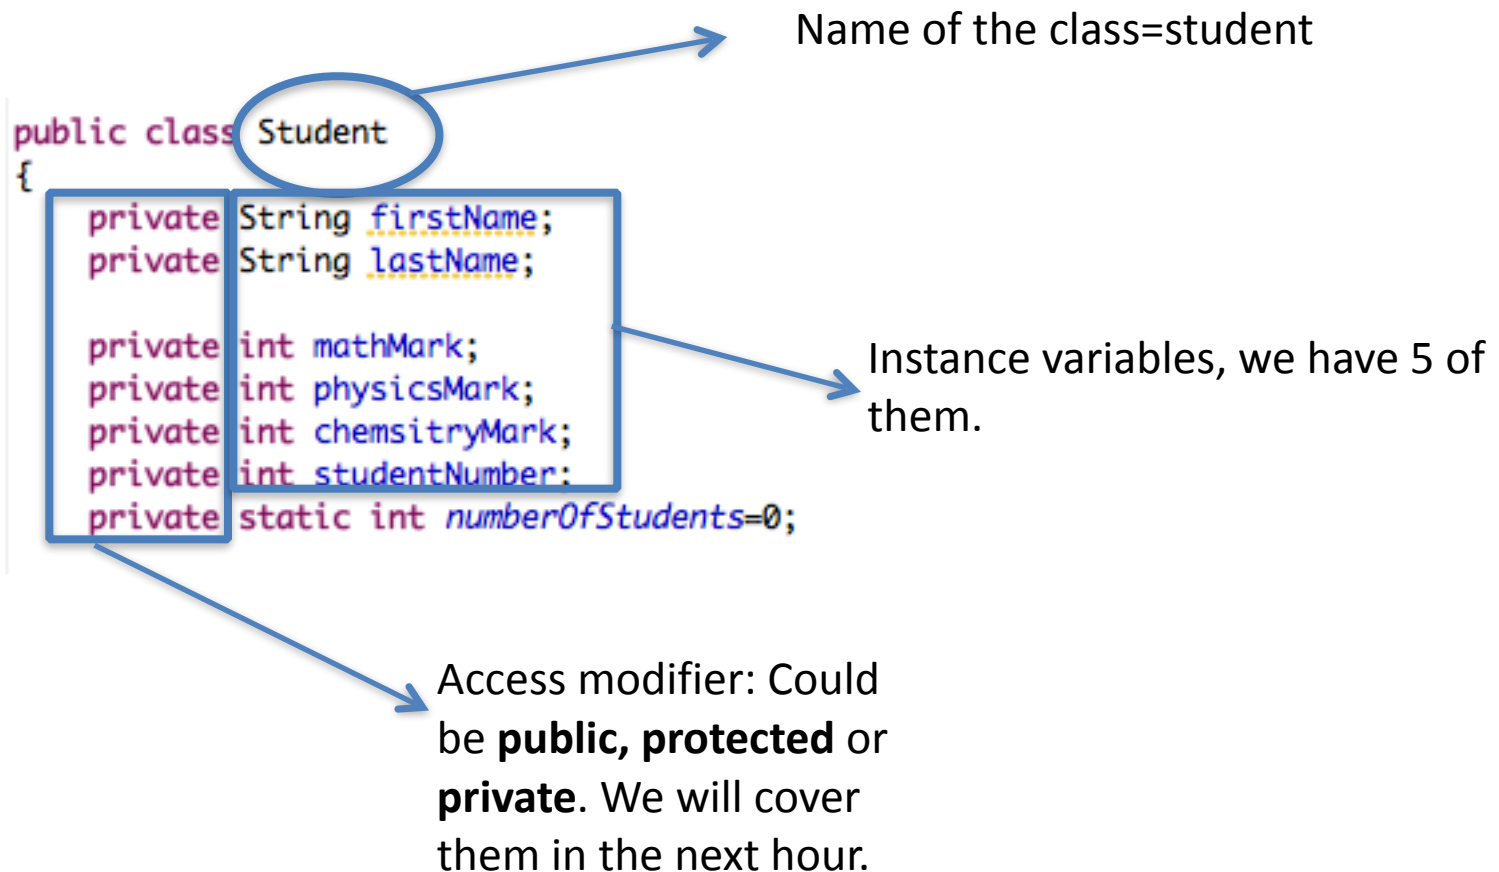 Name of the class=student
public class Student
{
private String firstName;
private String lastName;
private int mathMark;
private int physicsMark;
private int chemsitryMark;
private int studentNumber;
private static int numberOfStudents=0;
Instance variables, we have 5 of
them.
Access modifier: Could
be public, protected or
private. We will cover
them in the next hour.